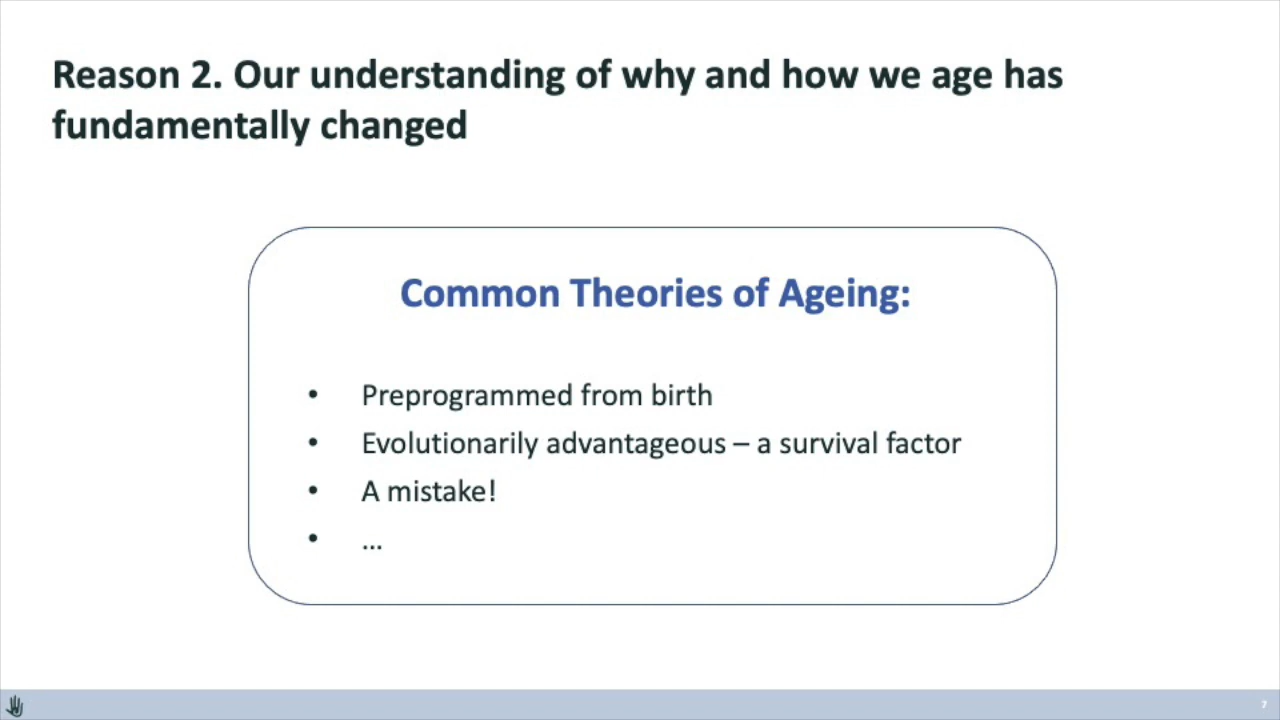 Reason 2. Our understanding of why and how we age has
fundamentally changed
Common Theories of Ageing:
• Preprogrammed from birth
• Evolutionarily advantageous – a survival factor
• A mistake!
• ...
7